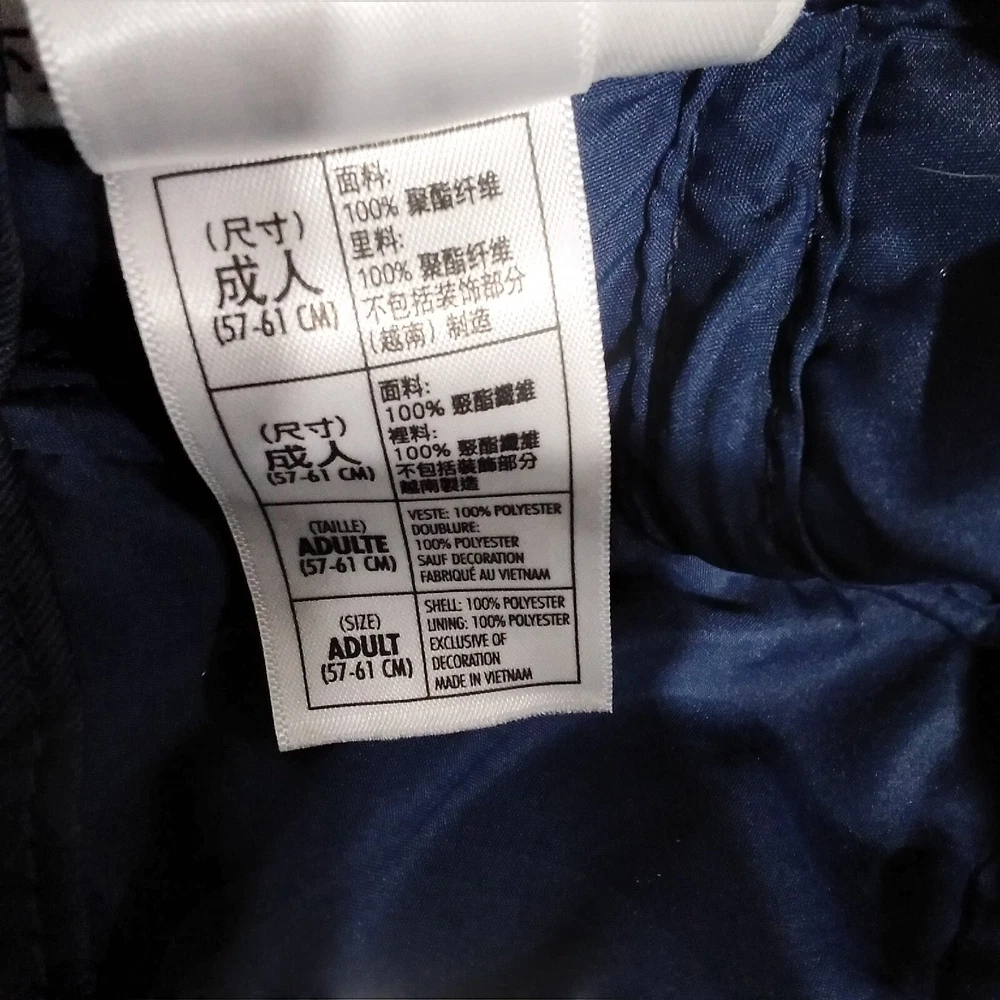 (尺寸)
成人
(57-61 CM)
面料:
100% 聚酯纤维
里料:
100% 聚酯纤维
不包括装饰部分
(越南) 制造
(尺寸)
成人
(57-61 CM)
面料:
100% 聚酯纖維
裡料:
100% 聚酯纖維
不包括裝飾部分
越南製造
(TAILLE)
ADULTE
(57-61 CM)
VESTE: 100% POLYESTER
DOUBLURE:
100% POLYESTER
SAUF DECORATION
FABRIQUÉ AU VIETNAM
(SIZE)
ADULT
(57-61 CM)
SHELL: 100% POLYESTER
LINING: 100% POLYESTER
EXCLUSIVE OF
DECORATION
MADE IN VIETNAM